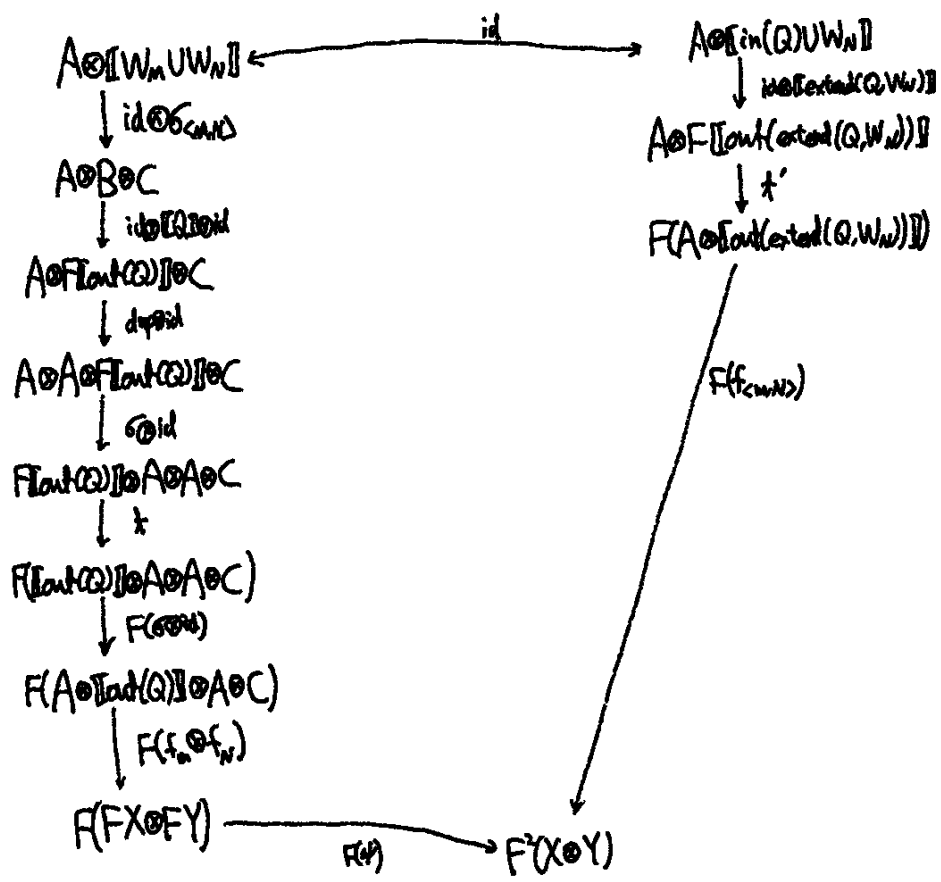 id
A⊗⟦W_M∪W_N⟧
A⊗⟦in(Q)∪W_N⟧
id⊗σ_<M,N>
id⊗⟦extend(Q,W_N)⟧
A⊗B⊗C
A⊗F⟦out(extend(Q,W_N))⟧
id⊗⟦Q⟧⊗id
t'
A⊗F⟦out(Q)⟧⊗C
F(A⊗⟦out(extend(Q,W_N))⟧)
dup⊗id
A⊗A⊗F⟦out(Q)⟧⊗C
F(f_<M,N>)
σ⊗id
F⟦out(Q)⟧⊗A⊗A⊗C
t
F(⟦out(Q)⟧⊗A⊗A⊗C)
F(σ⊗id)
F(A⊗⟦out(Q)⟧⊗A⊗C)
F(f_M⊗f_N)
F(FX⊗FY)
F(ψ)
F²(X⊗Y)